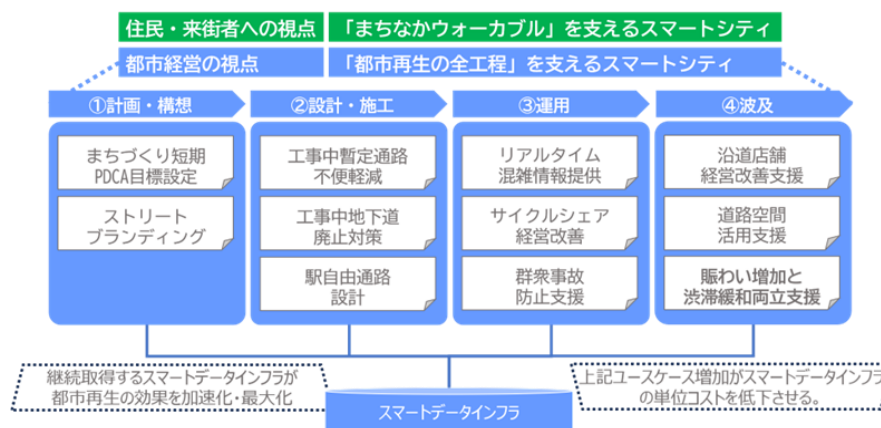 住民・来街者への視点 「まちなかウォーカブル」を支えるスマートシティ
都市経営の視点 「都市再生の全工程」を支えるスマートシティ
①計画・構想 ②設計・施工 ③運用 ④波及
まちづくり短期
PDCA目標設定
ストリート
ブランディング
工事中暫定通路
不便軽減
工事中地下道
廃止対策
駅自由通路
設計
リアルタイム
混雑情報提供
サイクルシェア
経営改善
群衆事故
防止支援
沿道店舗
経営改善支援
道路空間
活用支援
賑わい増加と
渋滞緩和両立支援
継続取得するスマートデータインフラが
都市再生の効果を加速化・最大化
スマートデータインフラ
上記ユースケース増加がスマートデータインフラ
の単位コストを低下させる。